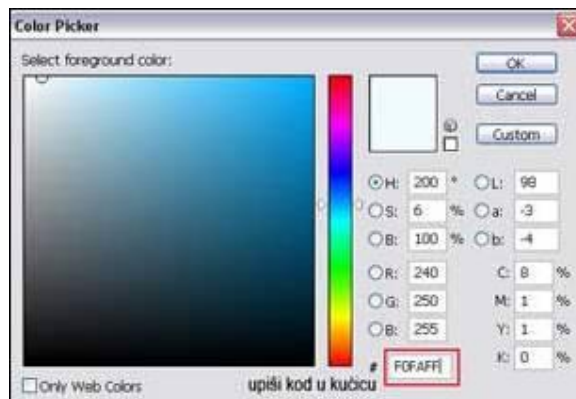 Color Picker
Select foreground color:
OK
Cancel
Custom
H: 200 °
S: 6 %
B: 100 %
R: 240
G: 250
B: 255
# F0FAFF
L: 98
a: -3
b: -4
C: 8 %
M: 1 %
Y: 1 %
K: 0 %
Only Web Colors
upiši kod u kućicu